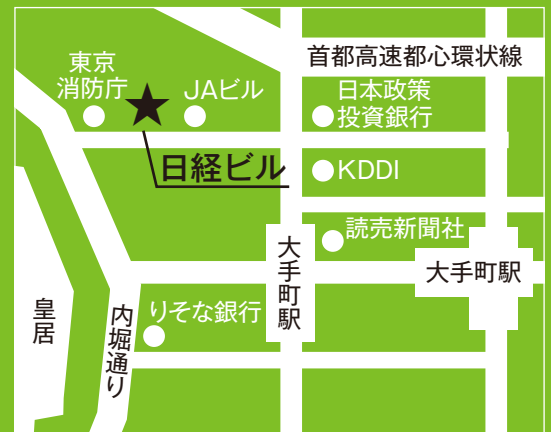 首都高速都心環状線
東京
消防庁
JAビル
日本政策
投資銀行
日経ビル
KDDI
読売新聞社
大手町駅
大手町駅
皇居
内堀通り
りそな銀行